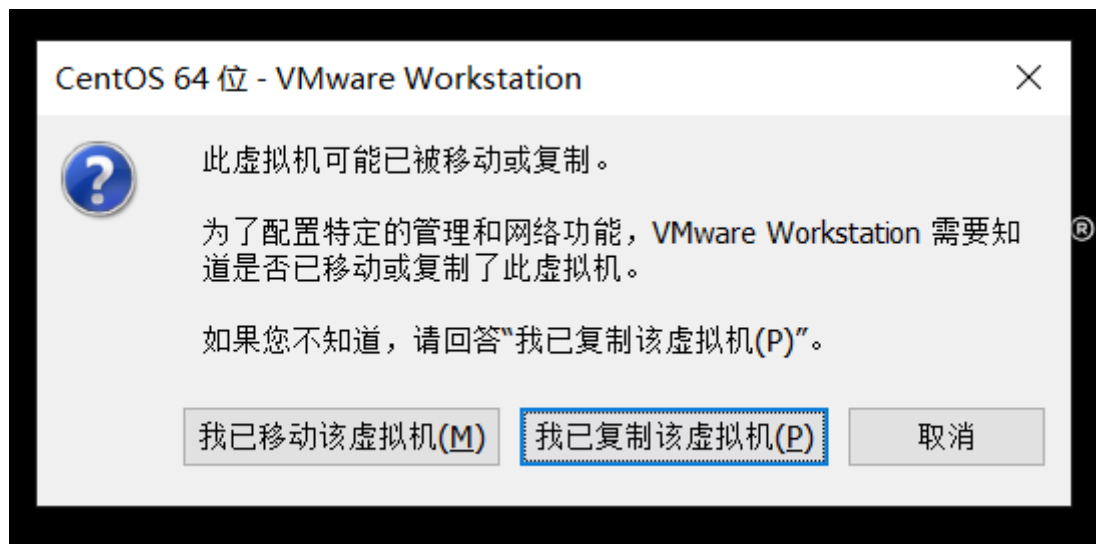 CentOS 64 位 - VMware Workstation
此虚拟机可能已被移动或复制。
为了配置特定的管理和网络功能，VMware Workstation 需要知
道是否已移动或复制了此虚拟机。
®
如果您不知道，请回答“我已复制该虚拟机(P)”。
我已移动该虚拟机(M)
我已复制该虚拟机(P)
取消